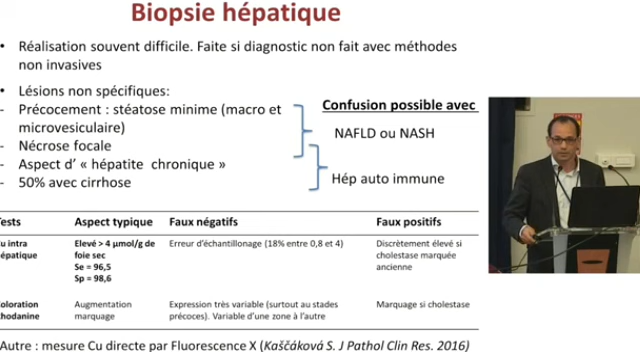 Biopsie hépatique
• Réalisation souvent difficile. Faite si diagnostic non fait avec méthodes
non invasives
• Lésions non spécifiques:
- Précocement : stéatose minime (macro et
microvesiculaire)
- Nécrose focale
- Aspect d' « hépatite chronique »
- 50% avec cirrhose
Confusion possible avec
NAFLD ou NASH
Hép auto immune
Tests Aspect typique Faux négatifs Faux positifs
Cu intra
hépatique
Elevé > 4 µmol/g de
foie sec
Se = 96,5
Sp = 98,6
Erreur d'échantillonage (18% entre 0,8 et 4)
Discrètement élevé si
cholestase marquée
ancienne
Coloration
Rhodanine
Augmentation
marquage
Expression très variable (surtout au stades
précoces). Variable d'une zone à l'autre
Marquage si cholestase
Autre : mesure Cu directe par Fluorescence X (Kaščáková S. J Pathol Clin Res. 2016)